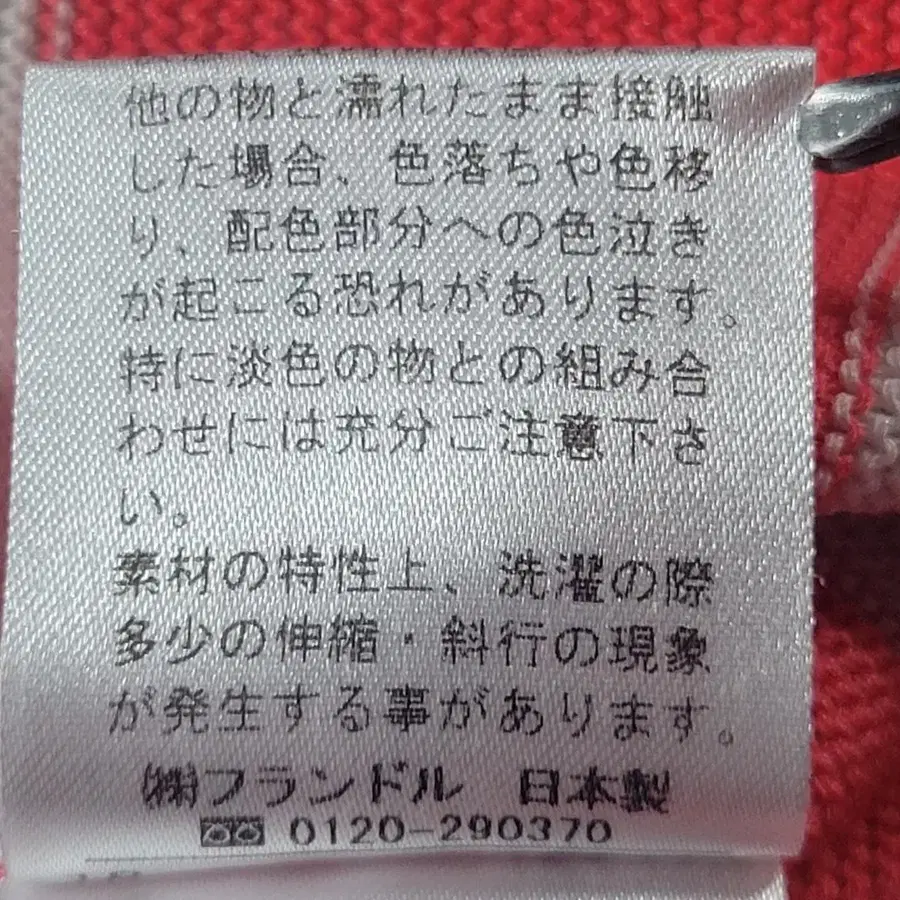 他の物と濡れたまま接触
した場合、色落ちや色移
り、配色部分への色泣き
が起こる恐れがあります。
特に淡色の物との組み合
わせには充分ご注意下さ
い。
素材の特性上、洗濯の際
多少の伸縮・斜行の現象
が発生する事があります。
㈱フランドル 日本製
0120-290370